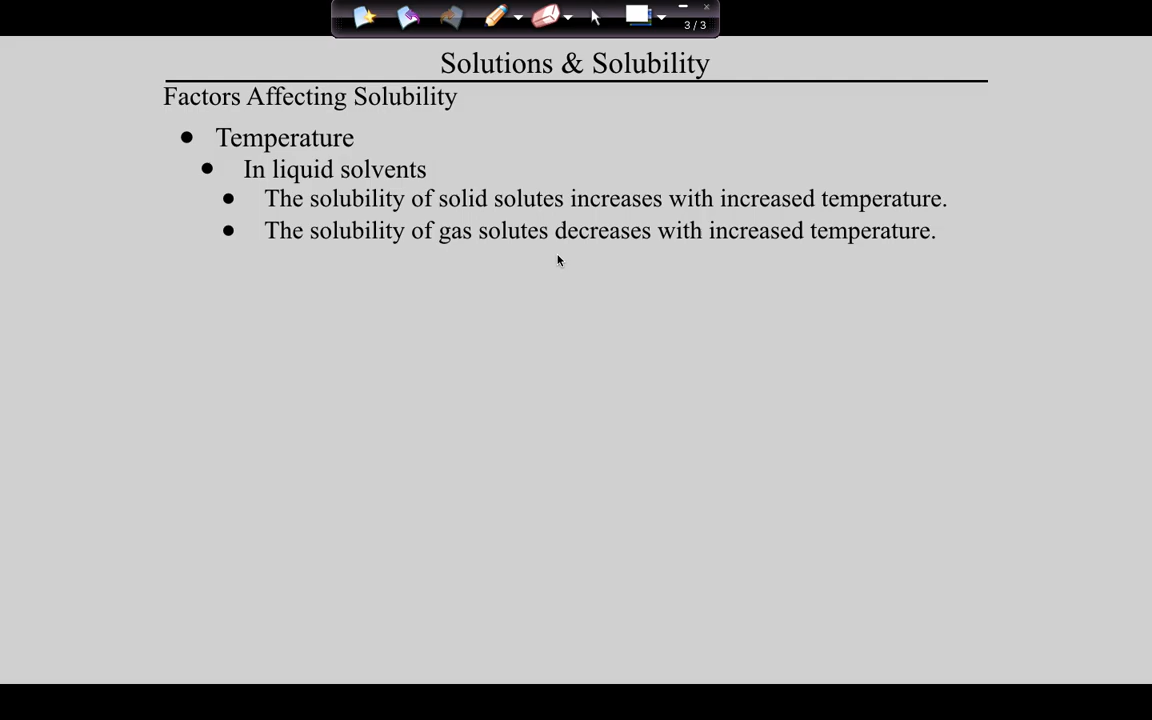 3 / 3
Solutions & Solubility
Factors Affecting Solubility
● Temperature
● In liquid solvents
● The solubility of solid solutes increases with increased temperature.
● The solubility of gas solutes decreases with increased temperature.